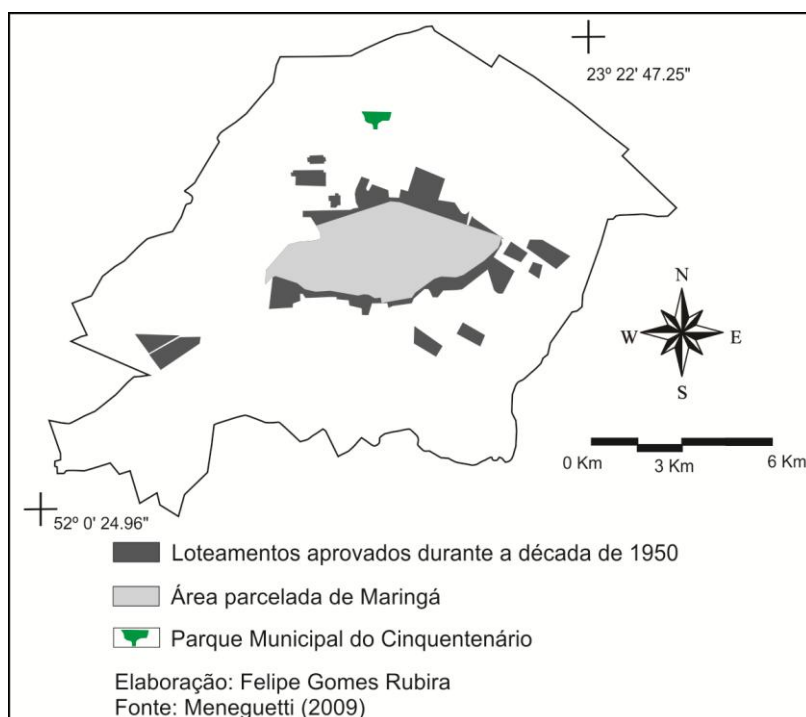 23º 22' 47.25"
N
W
E
S
0 Km
3 Km
6 Km
52º 0' 24.96"
Loteamentos aprovados durante a década de 1950
Área parcelada de Maringá
Parque Municipal do Cinquentenário
Elaboração: Felipe Gomes Rubira
Fonte: Meneguetti (2009)